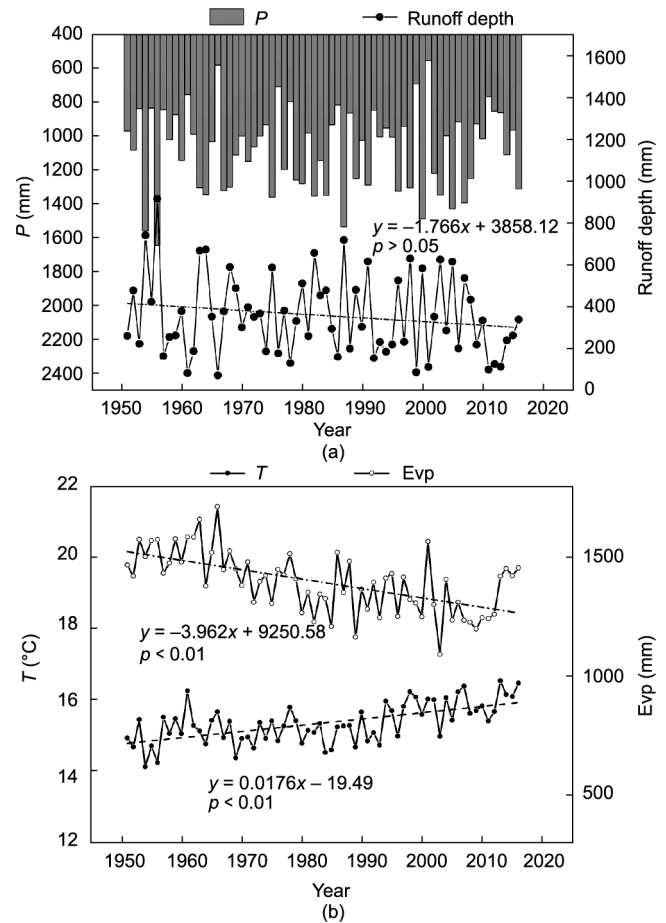 P Runoff depth
400
600
800
1000
1200
1400
1600
1800
2000
2200
2400
P (mm)
1600
1400
1200
1000
800
600
400
200
0
Runoff depth (mm)
y = –1.766x + 3858.12
p > 0.05
1950 1960 1970 1980 1990 2000 2010 2020
Year
(a)
T Evp
22
20
18
16
14
12
T (°C)
1500
1000
500
Evp (mm)
y = –3.962x + 9250.58
p < 0.01
y = 0.0176x – 19.49
p < 0.01
1950 1960 1970 1980 1990 2000 2010 2020
Year
(b)